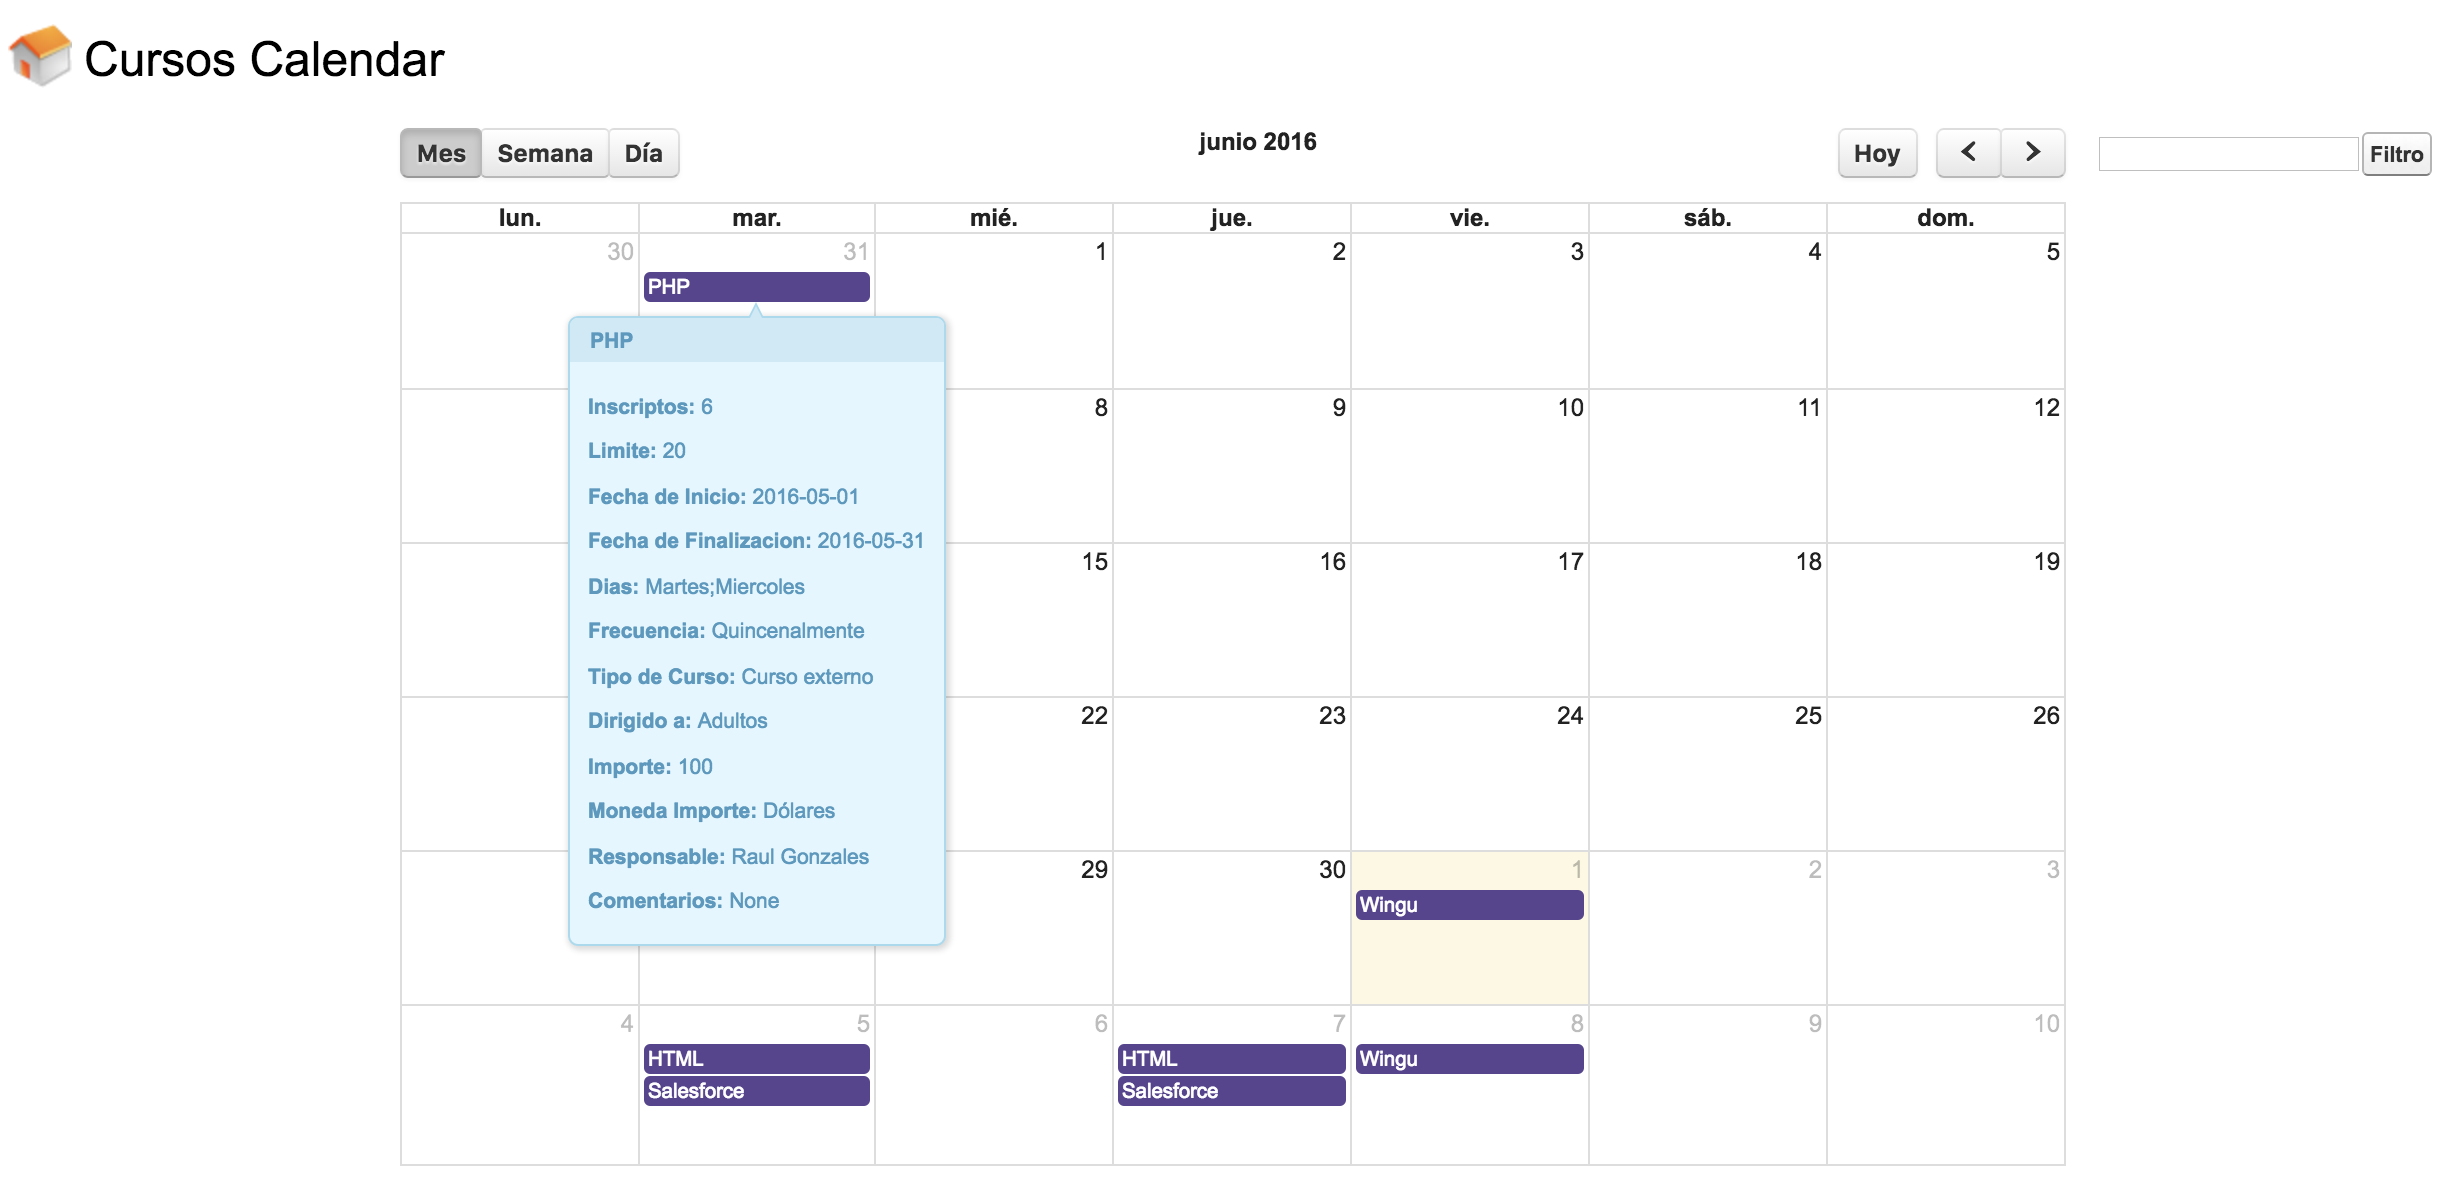 Cursos Calendar
Mes Semana Día junio 2016 Hoy Filtro
lun. mar. mié. jue. vie. sáb. dom.
30 31 1 2 3 4 5
PHP
PHP
Inscriptos: 6
8 9 10 11 12
Limite: 20
Fecha de Inicio: 2016-05-01
Fecha de Finalizacion: 2016-05-31
15 16 17 18 19
Dias: Martes;Miercoles
Frecuencia: Quincenalmente
Tipo de Curso: Curso externo
Dirigido a: Adultos
22 23 24 25 26
Importe: 100
Moneda Importe: Dólares
Responsable: Raul Gonzales
29 30 1 2 3
Comentarios: None
Wingu
4 5 6 7 8 9 10
HTML HTML Wingu
Salesforce Salesforce